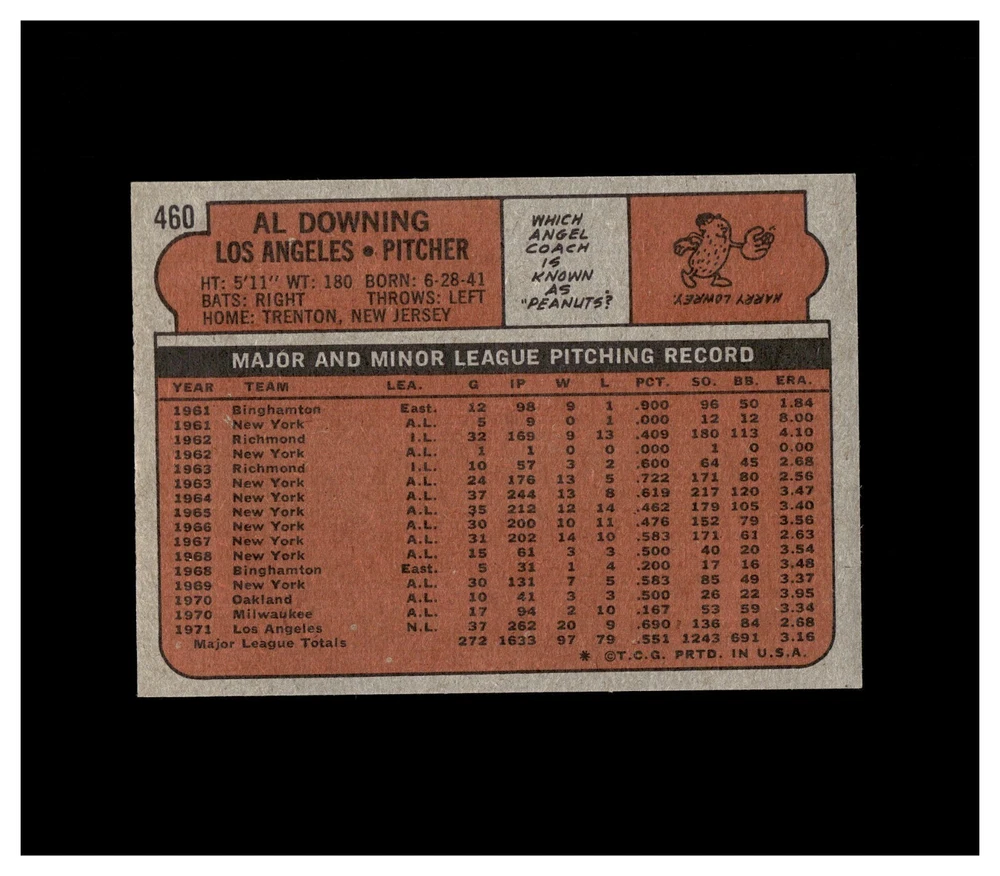 460
AL DOWNING
LOS ANGELES • PITCHER
HT: 5'11" WT: 180 BORN: 6-28-41
BATS: RIGHT THROWS: LEFT
HOME: TRENTON, NEW JERSEY
WHICH
ANGEL
COACH
IS
KNOWN
AS
"PEANUTS?
HARRY LOWREY.
MAJOR AND MINOR LEAGUE PITCHING RECORD
YEAR TEAM LEA. G IP W L PCT. SO. BB. ERA.
1961 Binghamton East. 12 98 9 1 .900 96 50 1.84
1961 New York A.L. 5 9 0 1 .000 12 12 8.00
1962 Richmond I.L. 32 169 9 13 .409 180 113 4.10
1962 New York A.L. 1 1 0 0 .000 1 0 0.00
1963 Richmond I.L. 10 57 3 2 .600 64 45 2.68
1963 New York A.L. 24 176 13 5 .722 171 80 2.56
1964 New York A.L. 37 244 13 8 .619 217 120 3.47
1965 New York A.L. 35 212 12 14 .462 179 105 3.40
1966 New York A.L. 30 200 10 11 .476 152 79 3.56
1967 New York A.L. 31 202 14 10 .583 171 61 2.63
1968 New York A.L. 15 61 3 3 .500 40 20 3.54
1968 Binghamton East. 5 31 1 4 .200 17 16 3.48
1969 New York A.L. 30 131 7 5 .583 85 49 3.37
1970 Oakland A.L. 10 41 3 3 .500 26 22 3.95
1970 Milwaukee A.L. 17 94 2 10 .167 53 59 3.34
1971 Los Angeles N.L. 37 262 20 9 .690 136 84 2.68
Major League Totals 272 1633 97 79 .551 1243 691 3.16
* ©T.C.G. PRTD. IN U.S.A.